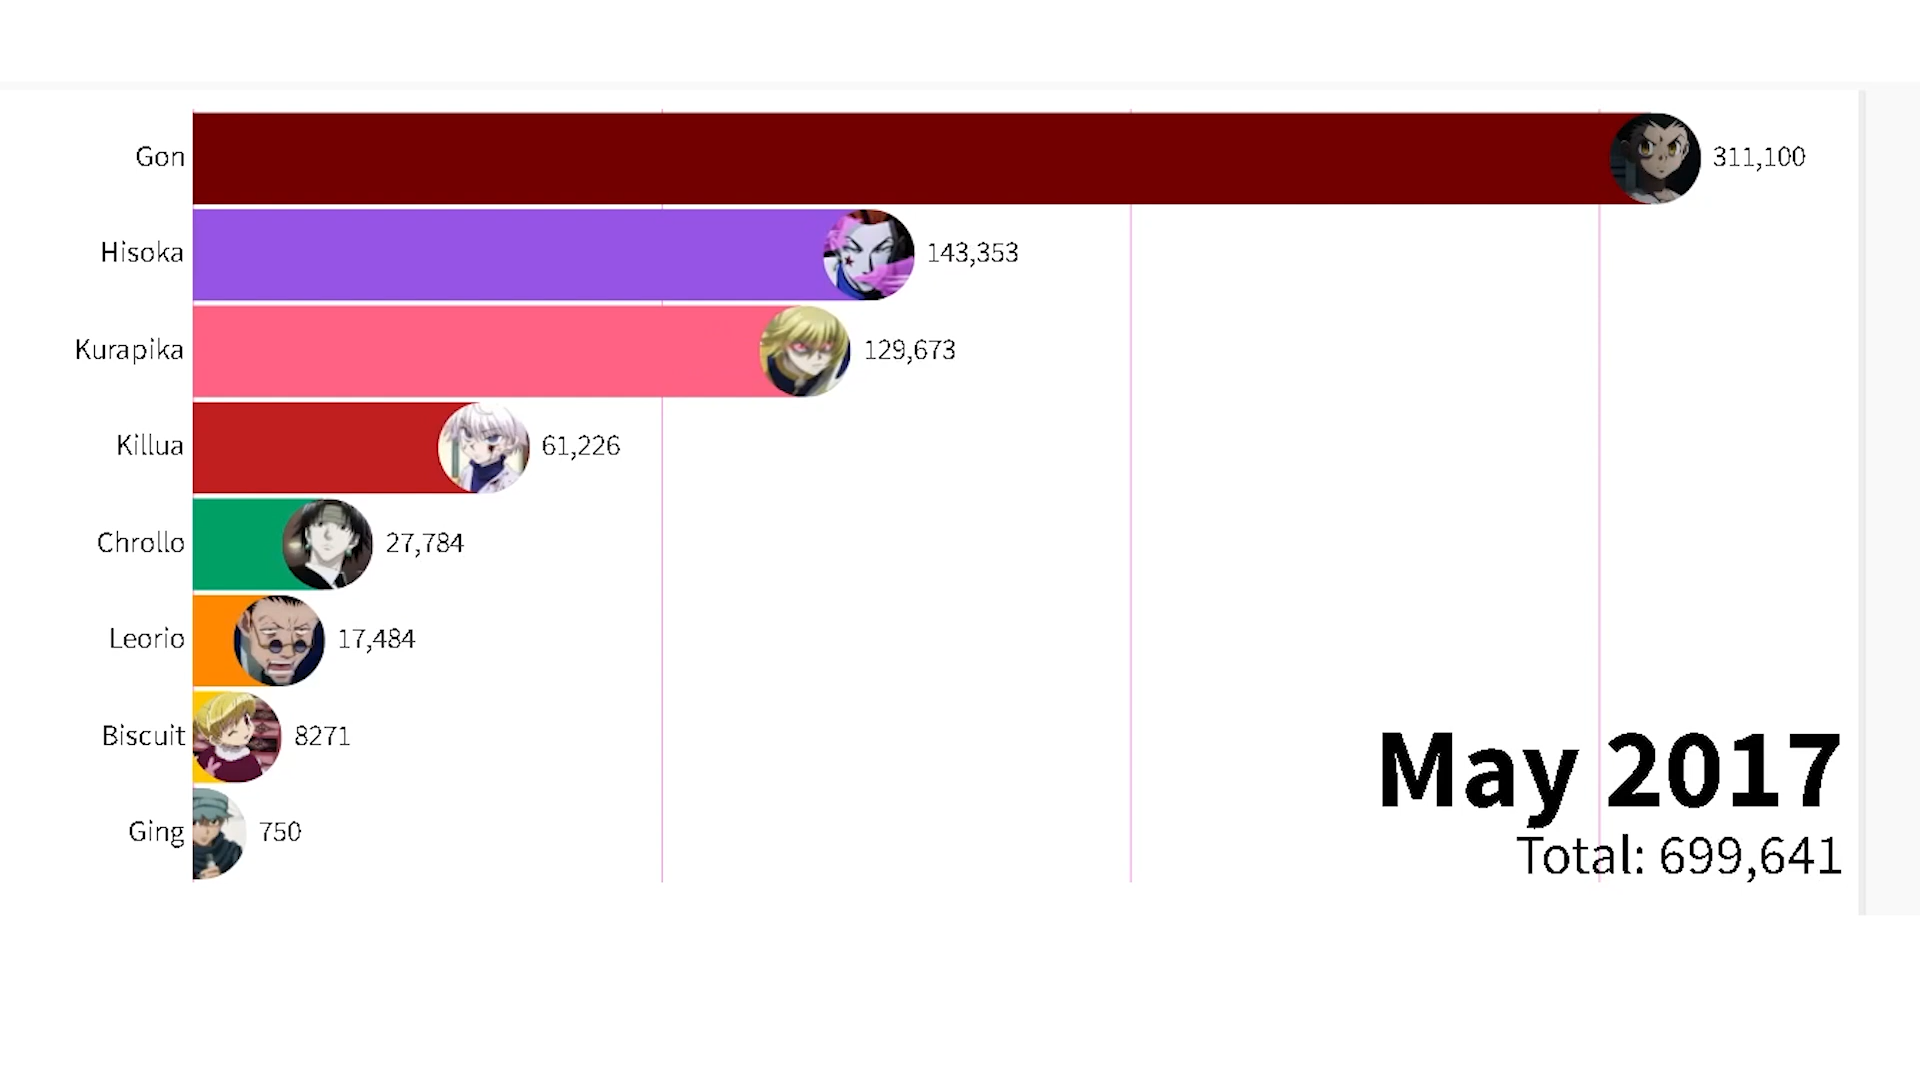 Gon 311,100
Hisoka 143,353
Kurapika 129,673
Killua 61,226
Chrollo 27,784
Leorio 17,484
Biscuit 8271
Ging 750
May 2017
Total: 699,641